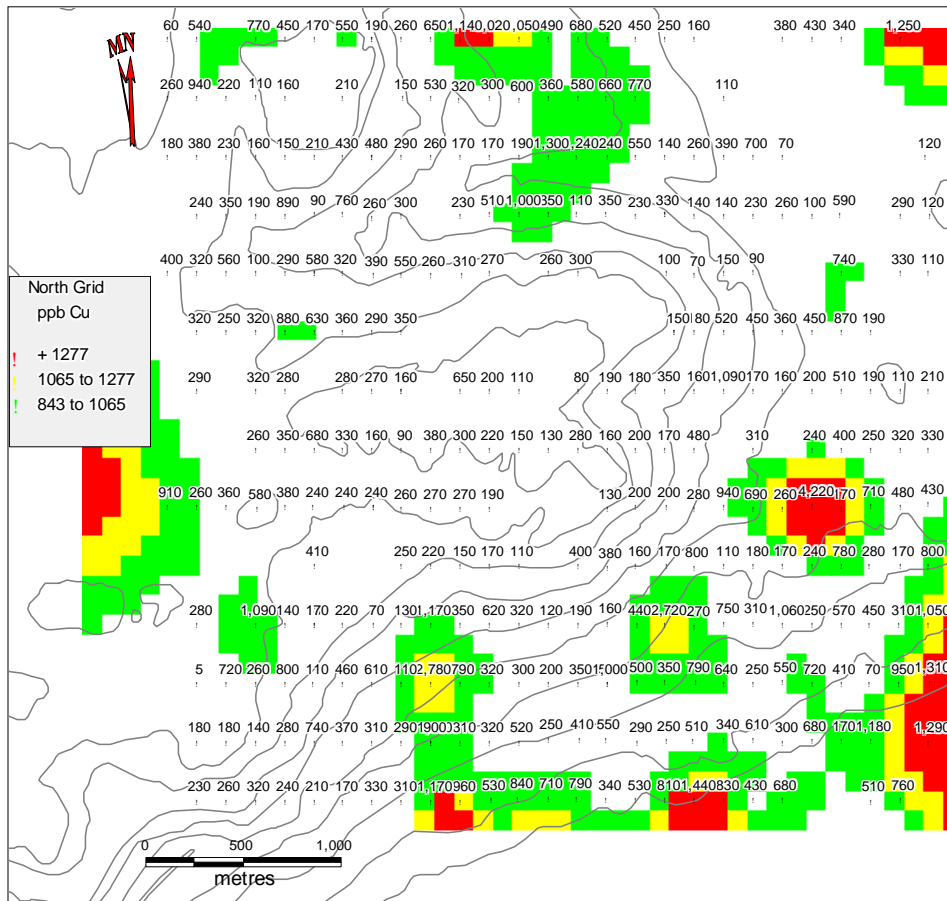 60 540 770 450 170 550 190 260 650 1,140 ,020 ,050 490 680 520 450 250 160 380 430 340 1,250
MN
260 940 220 110 160 210 150 530 320 300 600 360 580 660 770 110
180 380 230 160 150 210 430 480 290 260 170 170 190 1,300 ,240 240 550 140 260 390 700 70 120
240 350 190 890 90 760 260 300 230 510 1,000 350 110 350 230 330 140 140 230 260 100 590 290 120
400 320 560 100 290 580 320 390 550 260 310 270 260 300 100 70 150 90 740 330 110
North Grid
ppb Cu
320 250 320 880 630 360 290 350 150 180 520 450 360 450 870 190
! + 1277
! 1065 to 1277
! 843 to 1065
290 320 280 280 270 160 650 200 110 80 190 180 350 160 1,090 170 160 200 510 190 110 210
260 350 680 330 160 90 380 300 220 150 130 280 160 200 170 480 310 240 400 250 320 330
910 260 360 580 380 240 240 240 260 270 270 190 130 200 200 280 940 690 260 4,220 170 710 480 430
410 250 220 150 170 110 400 380 160 170 800 110 180 170 240 780 280 170 800
280 1,090 140 170 220 70 130 1,170 350 620 320 120 190 160 440 2,720 270 750 310 1,060 250 570 450 310 1,050
5 720 260 800 110 460 610 110 2,780 790 320 300 200 350 1,000 500 350 790 640 250 550 720 410 70 950 1,310
180 180 140 280 740 370 310 290 1900 310 320 520 250 410 550 290 250 510 340 610 300 680 170 1,180 1,290
230 260 320 240 210 170 330 310 1,170 960 530 840 710 790 340 530 810 1,440 830 430 680 510 760
0 500 1,000
metres